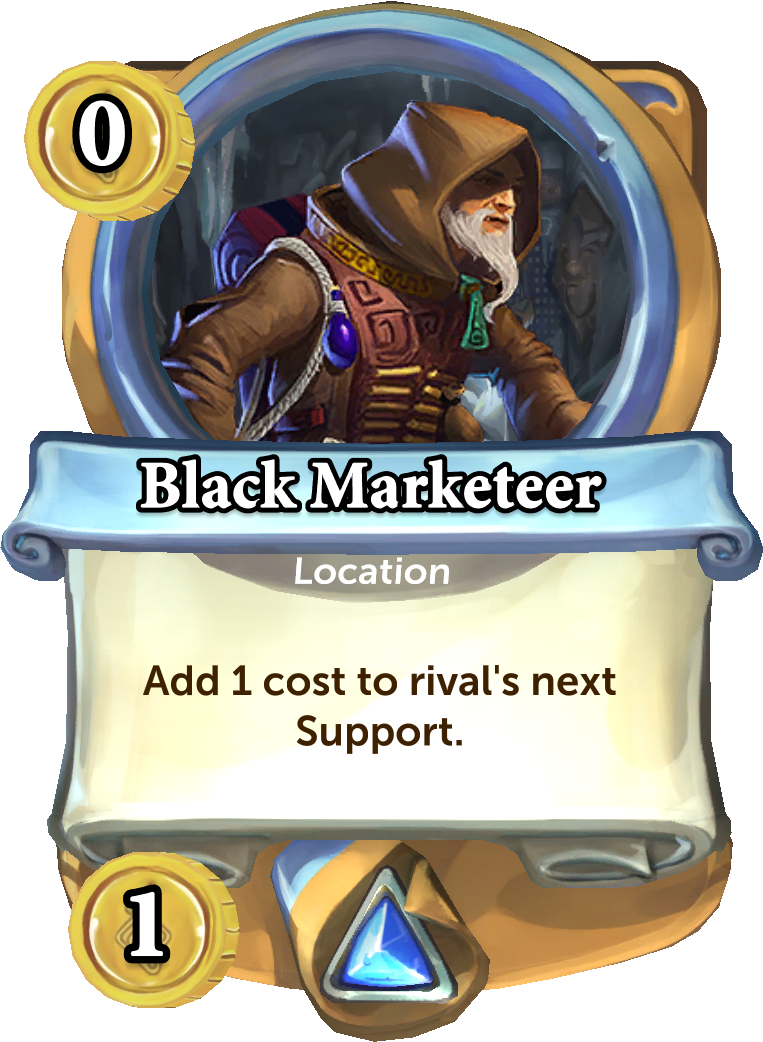 0
Black Marketeer
Location
Add 1 cost to rival's next
Support.
1